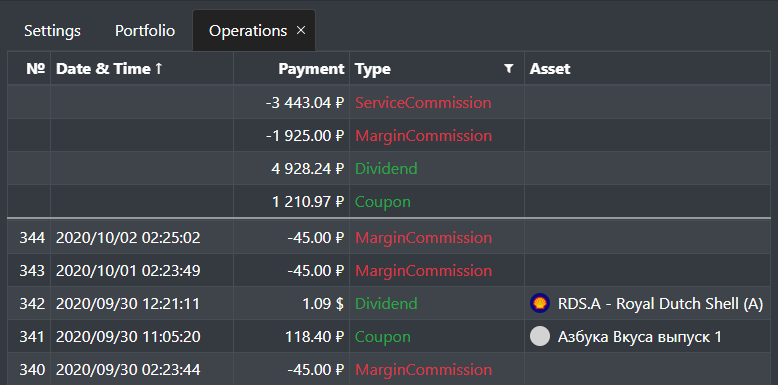 Settings Portfolio Operations ×
№ Date & Time ↑ Payment Type Asset
-3 443.04 ₽ ServiceCommission
-1 925.00 ₽ MarginCommission
4 928.24 ₽ Dividend
1 210.97 ₽ Coupon
344 2020/10/02 02:25:02 -45.00 ₽ MarginCommission
343 2020/10/01 02:23:49 -45.00 ₽ MarginCommission
342 2020/09/30 12:21:11 1.09 $ Dividend RDS.A - Royal Dutch Shell (A)
341 2020/09/30 11:05:20 118.40 ₽ Coupon Азбука Вкуса выпуск 1
340 2020/09/30 02:23:44 -45.00 ₽ MarginCommission